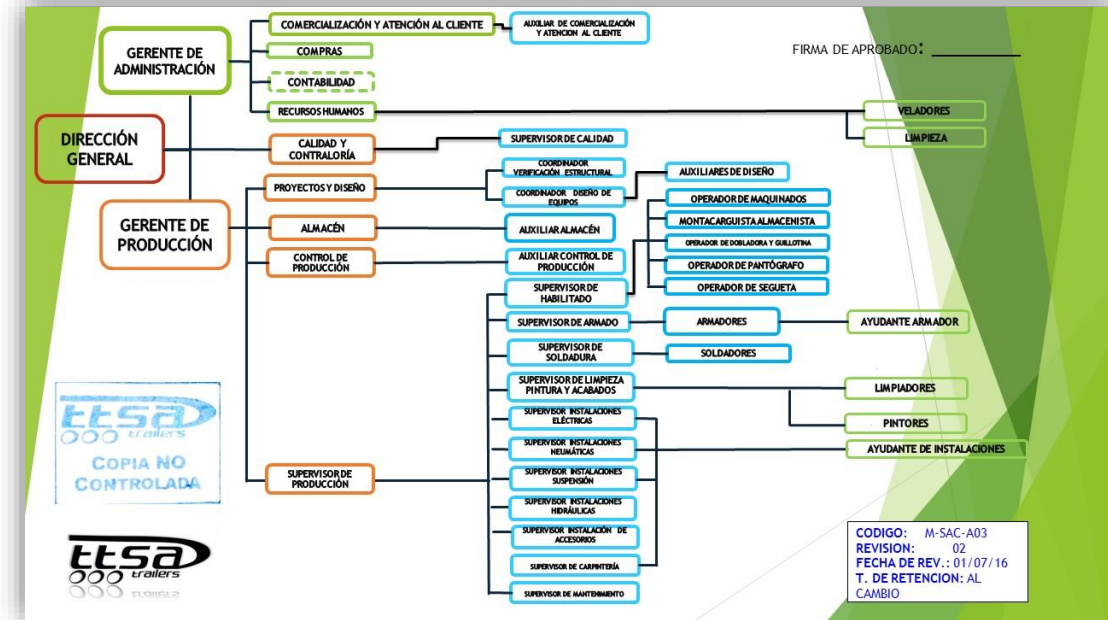 COMERCIALIZACIÓN Y ATENCIÓN AL CLIENTE
AUXILIAR DE COMERCIALIZACIÓN
Y ATENCION AL CLIENTE
GERENTE DE
ADMINISTRACIÓN
COMPRAS
FIRMA DE APROBADO: ___________
CONTABILIDAD
RECURSOS HUMANOS
VELADORES
LIMPIEZA
DIRECCIÓN
GENERAL
CALIDAD Y
CONTRALORÍA
SUPERVISOR DE CALIDAD
PROYECTOS Y DISEÑO
COORDINADOR
VERIFICACIÓN ESTRUCTURAL
COORDINADOR DISEÑO DE
EQUIPOS
AUXILIARES DE DISEÑO
GERENTE DE
PRODUCCIÓN
ALMACÉN
AUXILIAR ALMACÉN
CONTROL DE
PRODUCCIÓN
AUXILIAR CONTROL DE
PRODUCCIÓN
OPERADOR DE MAQUINADOS
MONTACARGUISTA ALMACENISTA
OPERADOR DE DOBLADORA Y GUILLOTINA
OPERADOR DE PANTÓGRAFO
OPERADOR DE SEGUETA
SUPERVISOR DE
HABILITADO
SUPERVISOR DE ARMADO
ARMADORES
AYUDANTE ARMADOR
SUPERVISOR DE
SOLDADURA
SOLDADORES
SUPERVISOR DE LIMPIEZA
PINTURA Y ACABADOS
LIMPIADORES
PINTORES
SUPERVISOR INSTALACIONES
ELÉCTRICAS
SUPERVISOR INSTALACIONES
NEUMÁTICAS
AYUDANTE DE INSTALACIONES
SUPERVISOR DE
PRODUCCIÓN
SUPERVISOR INSTALACIONES
SUSPENSIÓN
SUPERVISOR INSTALACIONES
HIDRÁULICAS
SUPERVISOR INSTALACIÓN DE
ACCESORIOS
SUPERVISOR DE CARPINTERÍA
SUPERVISOR DE MANTENIMIENTO
ttsa
trailers
COPIA NO
CONTROLADA
ttsa
trailers
CODIGO: M-SAC-A03
REVISION: 02
FECHA DE REV.: 01/07/16
T. DE RETENCION: AL
CAMBIO